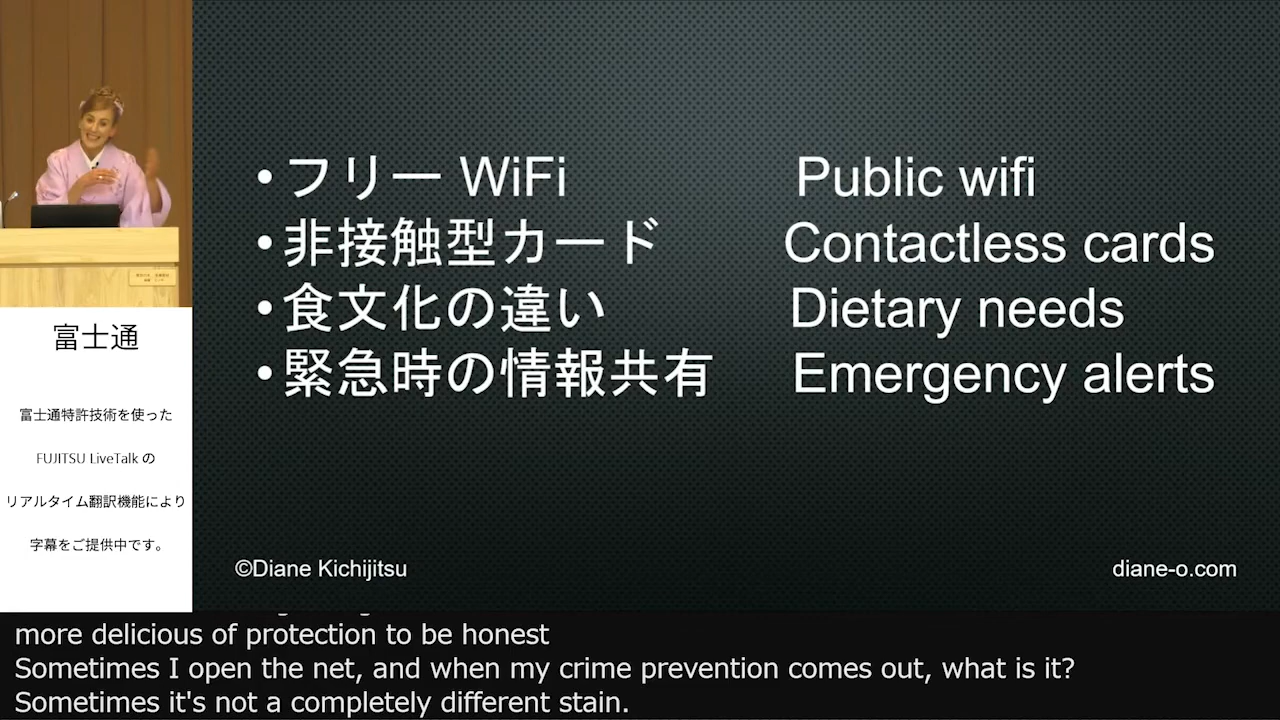 • フリー WiFi Public wifi
• 非接触型カード Contactless cards
• 食文化の違い Dietary needs
• 緊急時の情報共有 Emergency alerts
©Diane Kichijitsu diane-o.com
富士通
富士通特許技術を使った
FUJITSU LiveTalk の
リアルタイム翻訳機能により
字幕をご提供中です。
more delicious of protection to be honest
Sometimes I open the net, and when my crime prevention comes out, what is it?
Sometimes it's not a completely different stain.